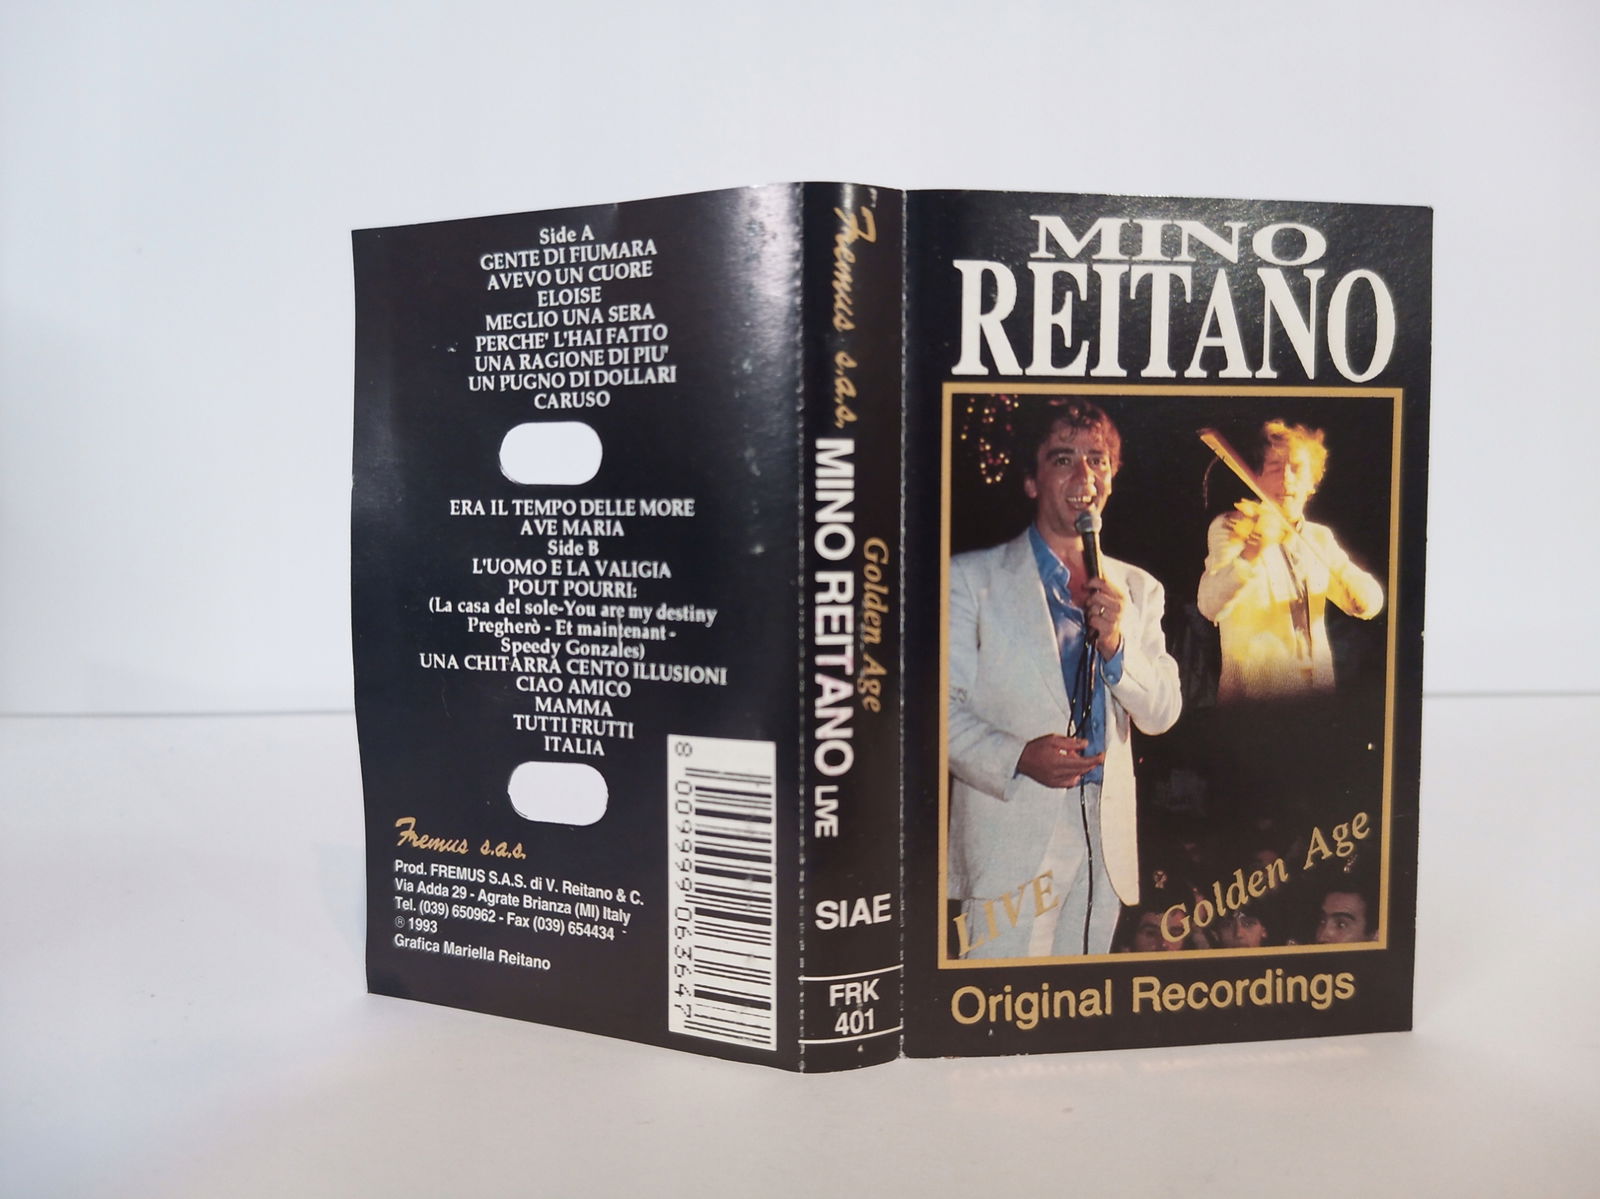 Side A
GENTE DI FIUMARA
AVEVO UN CUORE
ELOISE
MEGLIO UNA SERA
PERCHE' L'HAI FATTO
UNA RAGIONE DI PIU'
UN PUGNO DI DOLLARI
CARUSO
ERA IL TEMPO DELLE MORE
AVE MARIA
Side B
L'UOMO E LA VALIGIA
POUT POURRI:
(La casa del sole-You are my destiny
Pregherò - Et maintenant -
Speedy Gonzales)
UNA CHITARRA CENTO ILLUSIONI
CIAO AMICO
MAMMA
TUTTI FRUTTI
ITALIA
Fremus s.a.s.
Prod. FREMUS S.A.S. di V. Reitano & C.
Via Adda 29 - Agrate Brianza (MI) Italy
Tel. (039) 650962 - Fax (039) 654434
℗ 1993
Grafica Mariella Reitano
8 009999 063647
Fremus s.a.s.
Golden Age
MINO REITANO LIVE
SIAE
FRK
401
MINO
REITANO
LIVE
Golden Age
Original Recordings